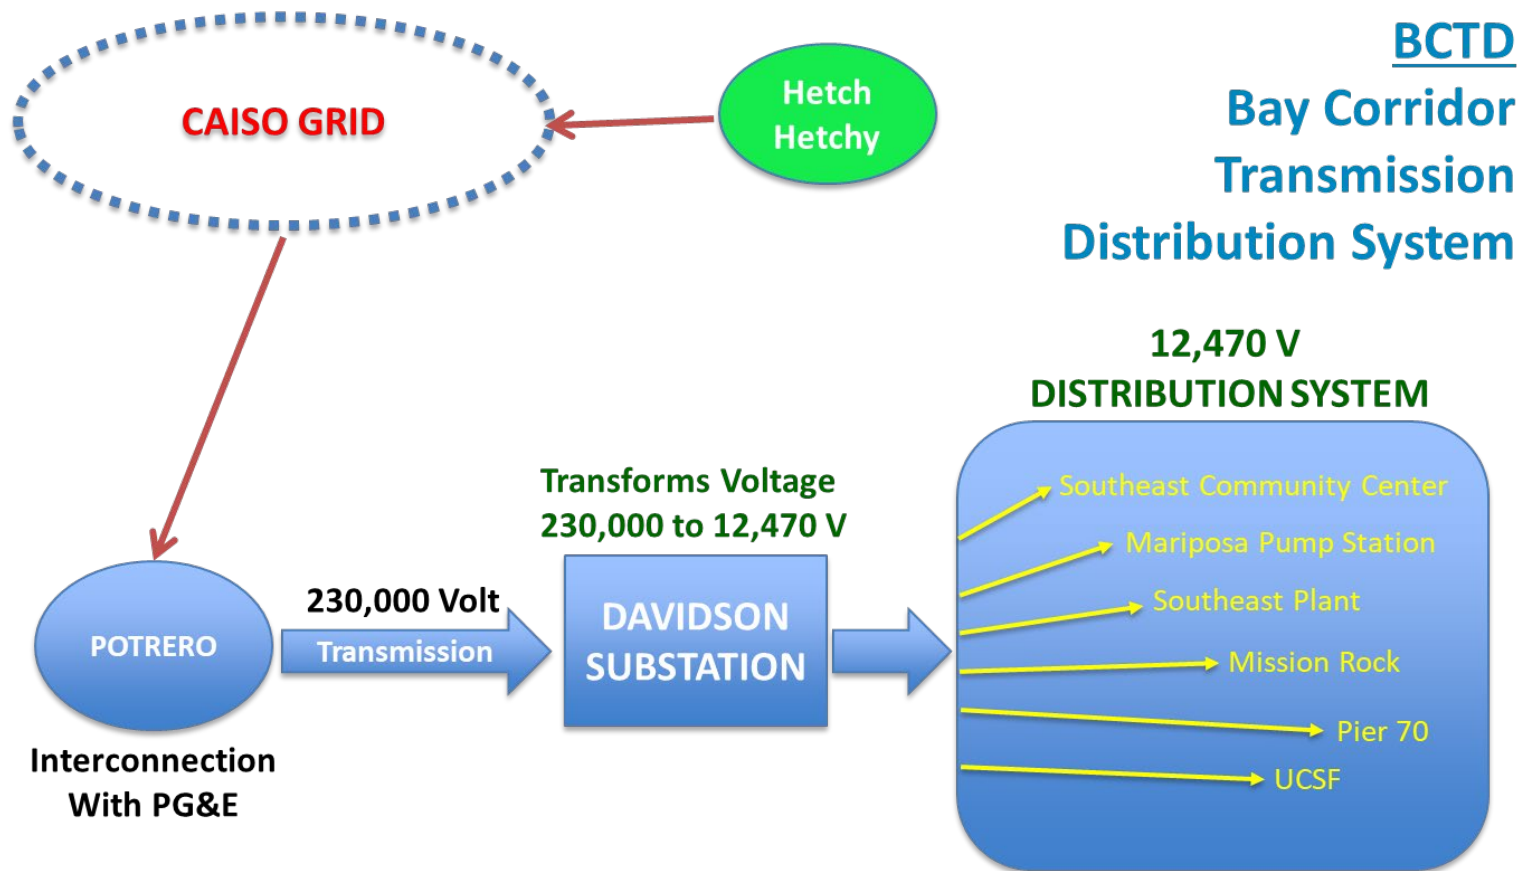 BCTD
Bay Corridor
Transmission
Distribution System
CAISO GRID
Hetch
Hetchy
POTRERO
Interconnection
With PG&E
230,000 Volt
Transmission
Transforms Voltage
230,000 to 12,470 V
DAVIDSON
SUBSTATION
12,470 V
DISTRIBUTION SYSTEM
Southeast Community Center
Mariposa Pump Station
Southeast Plant
Mission Rock
Pier 70
UCSF